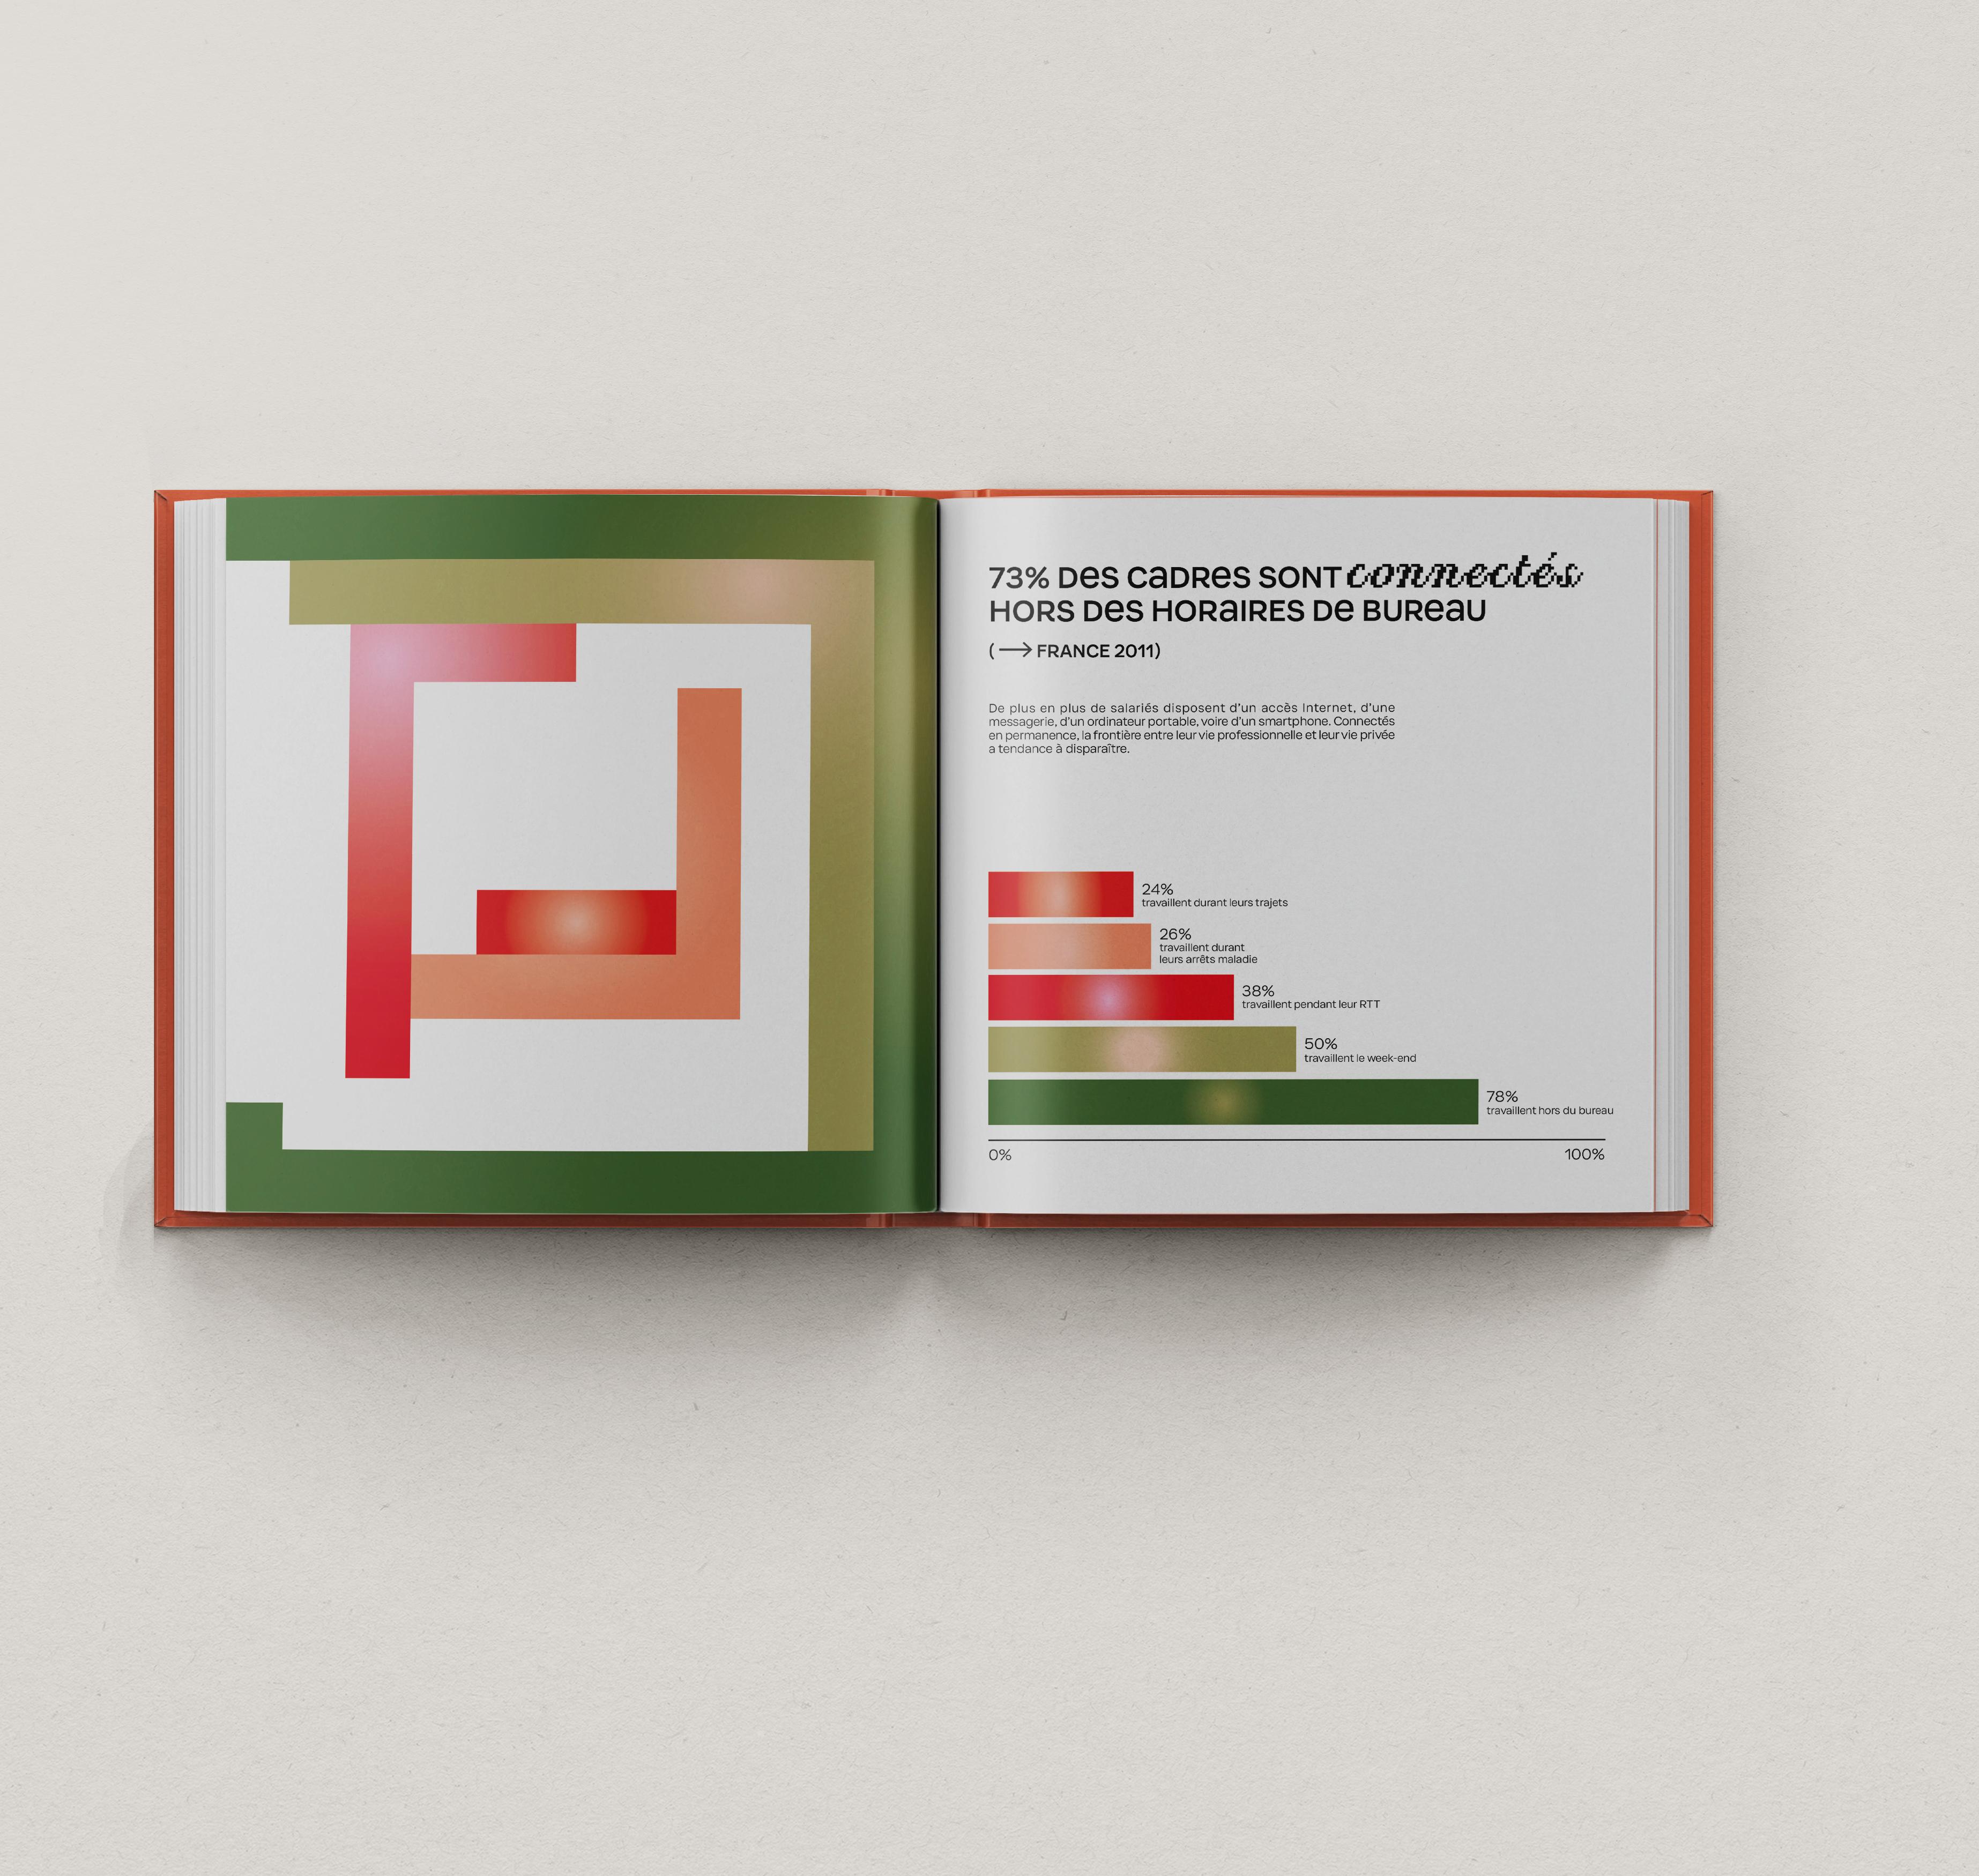 73% Des caDRes SONT connectés
HORS Des HORaIRES De BUReaU
(→ FRANCE 2011)
De plus en plus de salariés disposent d'un accès Internet, d'une
messagerie, d'un ordinateur portable, voire d'un smartphone. Connectés
en permanence, la frontière entre leur vie professionnelle et leur vie privée
a tendance à disparaître.
24%
travaillent durant leurs trajets
26%
travaillent durant
leurs arrêts maladie
38%
travaillent pendant leur RTT
50%
travaillent le week-end
78%
travaillent hors du bureau
0% 100%